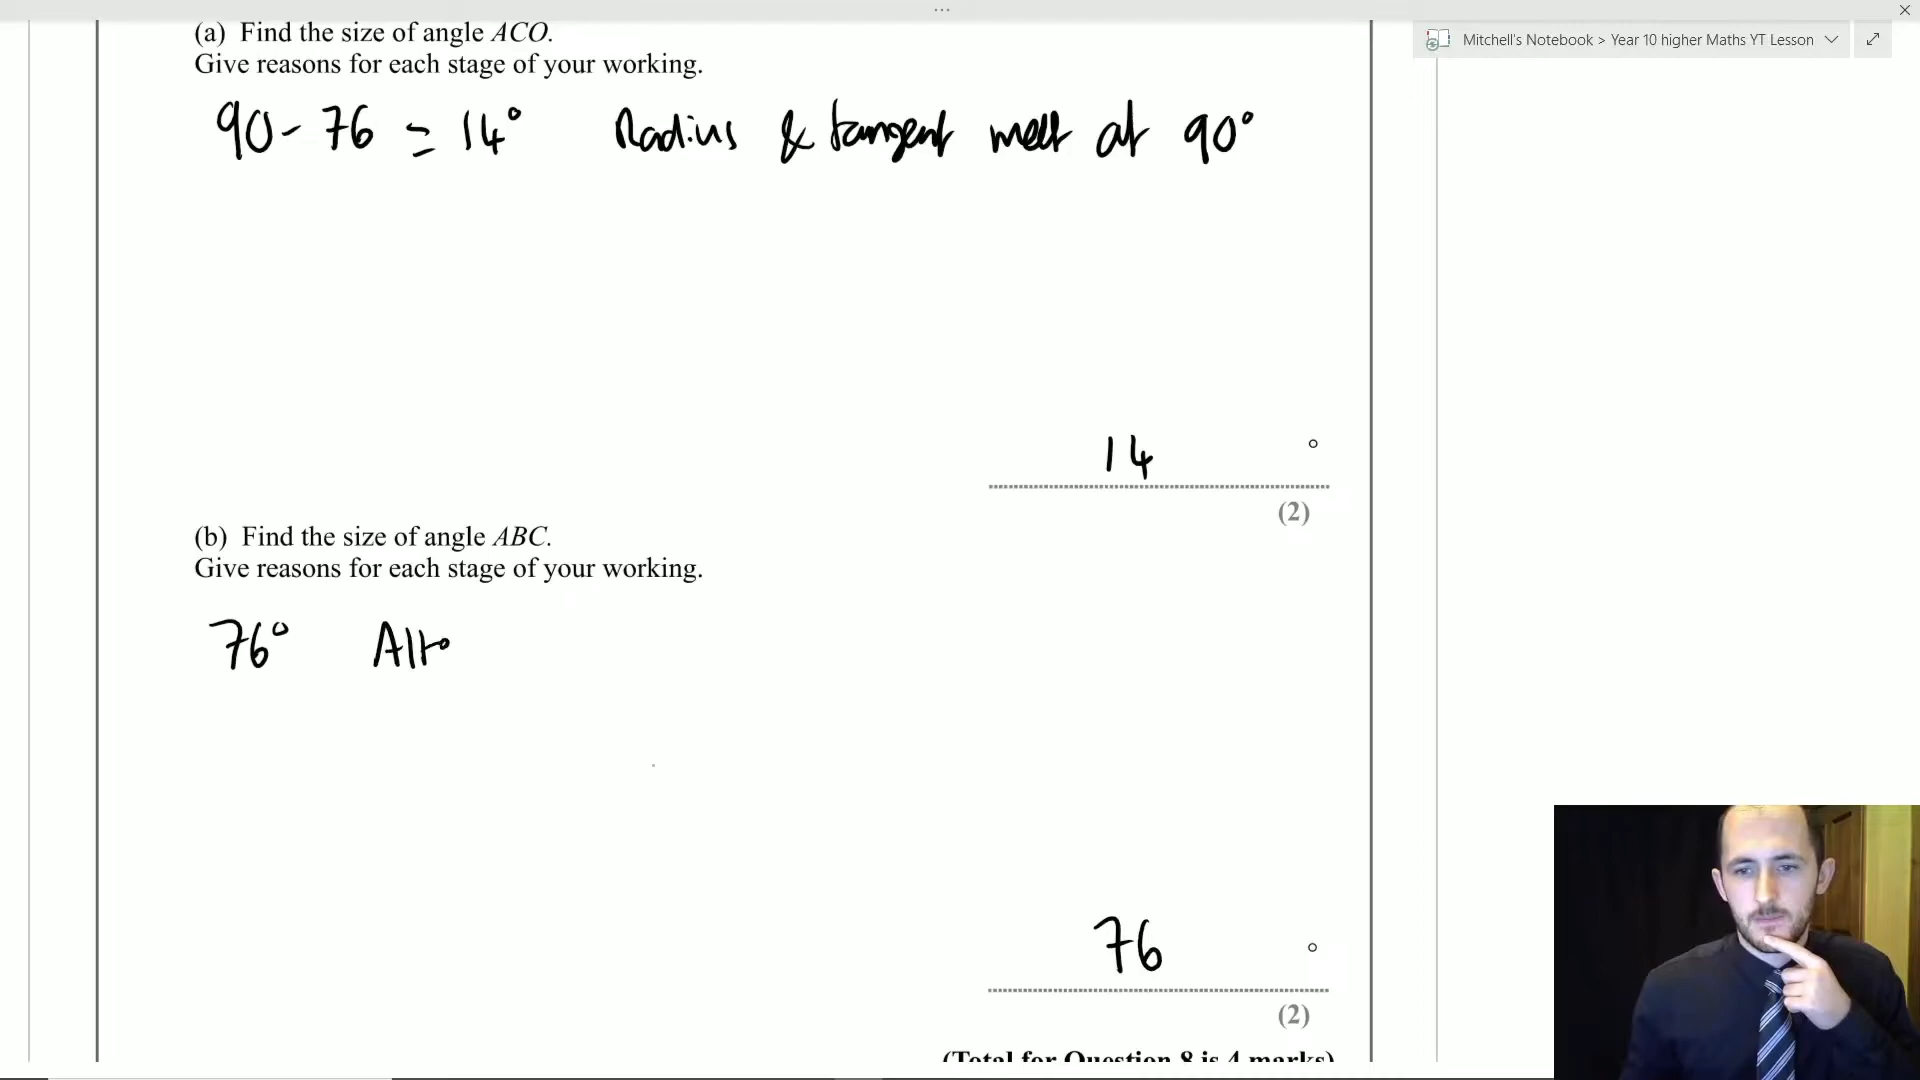 Mitchell's Notebook > Year 10 higher Maths YT Lesson
(a) Find the size of angle ACO.
Give reasons for each stage of your working.
90 - 76 = 14° Radius & tangent meet at 90°
14 °
(2)
(b) Find the size of angle ABC.
Give reasons for each stage of your working.
76°
76 °
(2)
(Total for Question 8 is 4 marks)